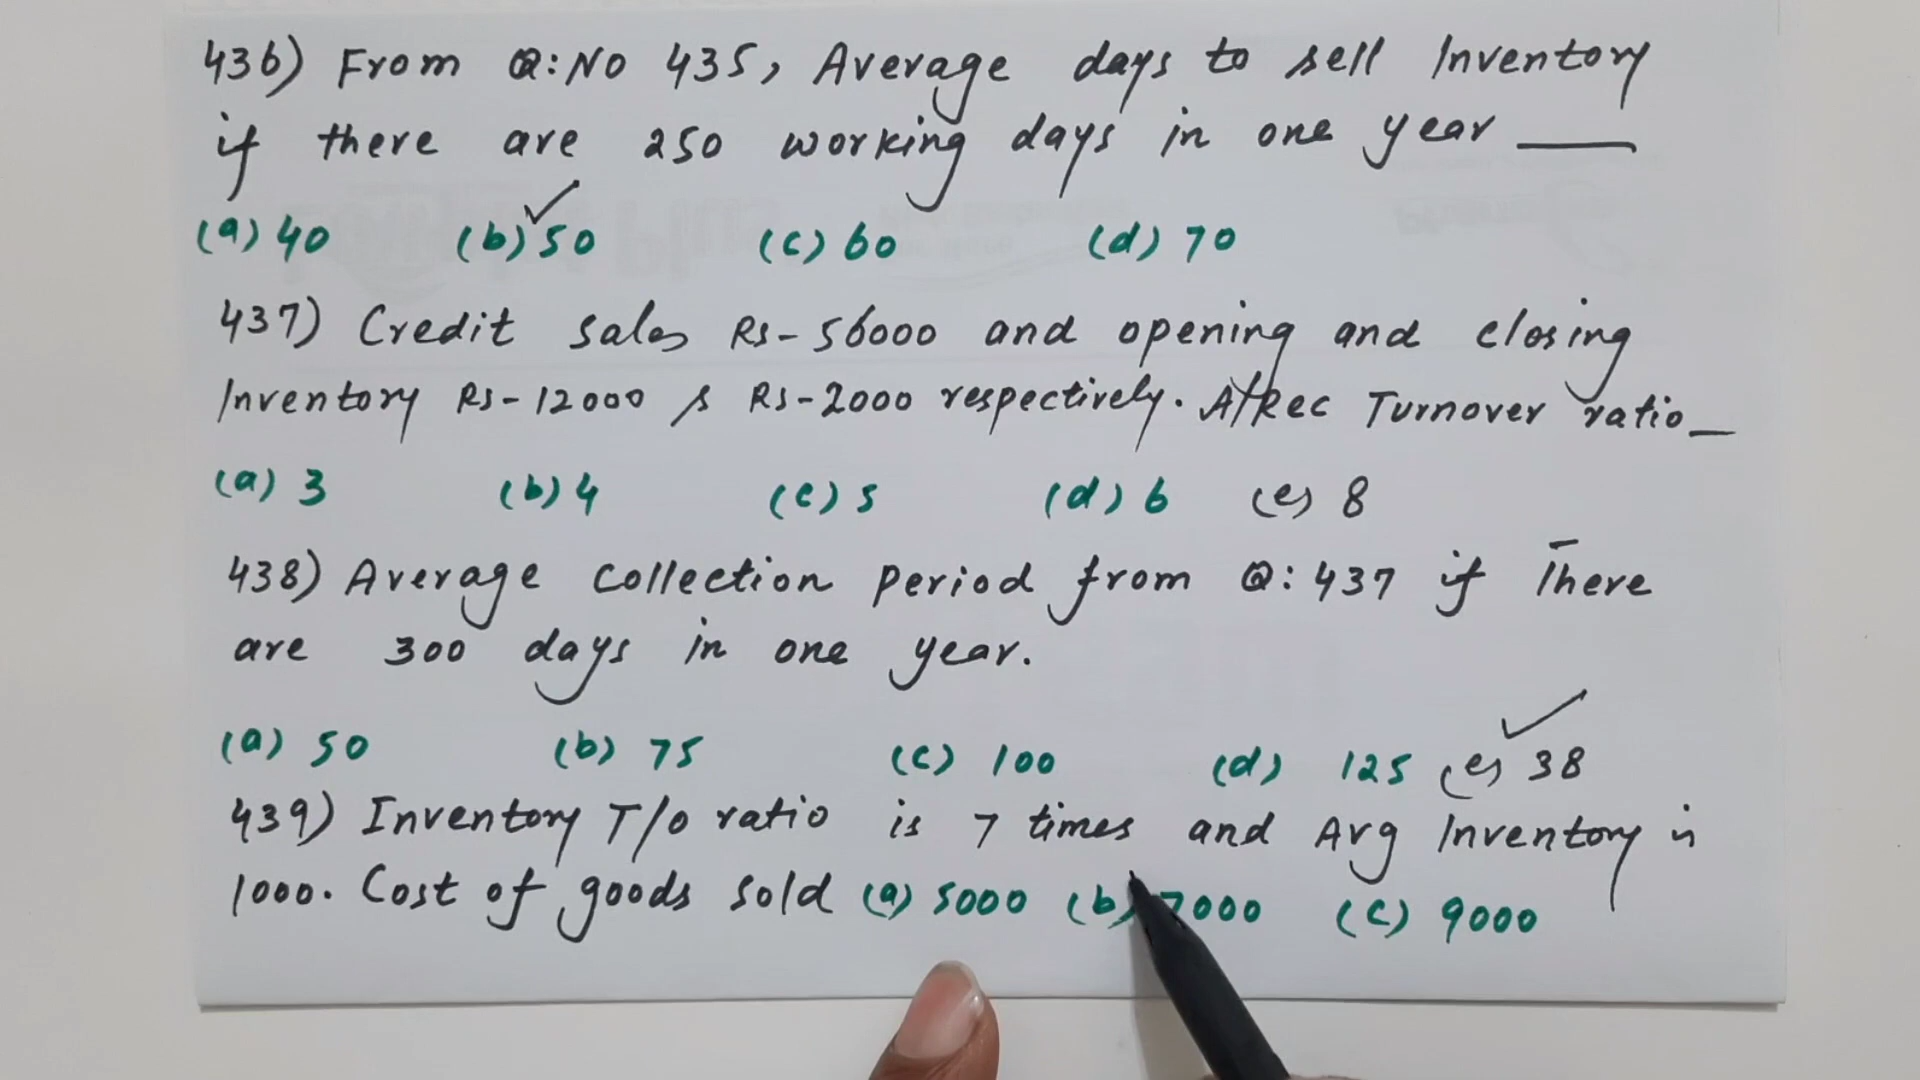 436) From Q:No 435, Average days to sell Inventory
if there are 250 working days in one year ___
(a) 40 (b) 50 (c) 60 (d) 70
437) Credit sales Rs-56000 and opening and closing
Inventory Rs-12000 & Rs-2000 respectively. A/Rec Turnover ratio_
(a) 3 (b) 4 (c) 5 (d) 6 (e) 8
438) Average collection period from Q:437 if There
are 300 days in one year.
(a) 50 (b) 75 (c) 100 (d) 125 (e) 38
439) Inventory T/o ratio is 7 times and Avg Inventory is
1000. Cost of goods sold (a) 5000 (b) 7000 (c) 9000